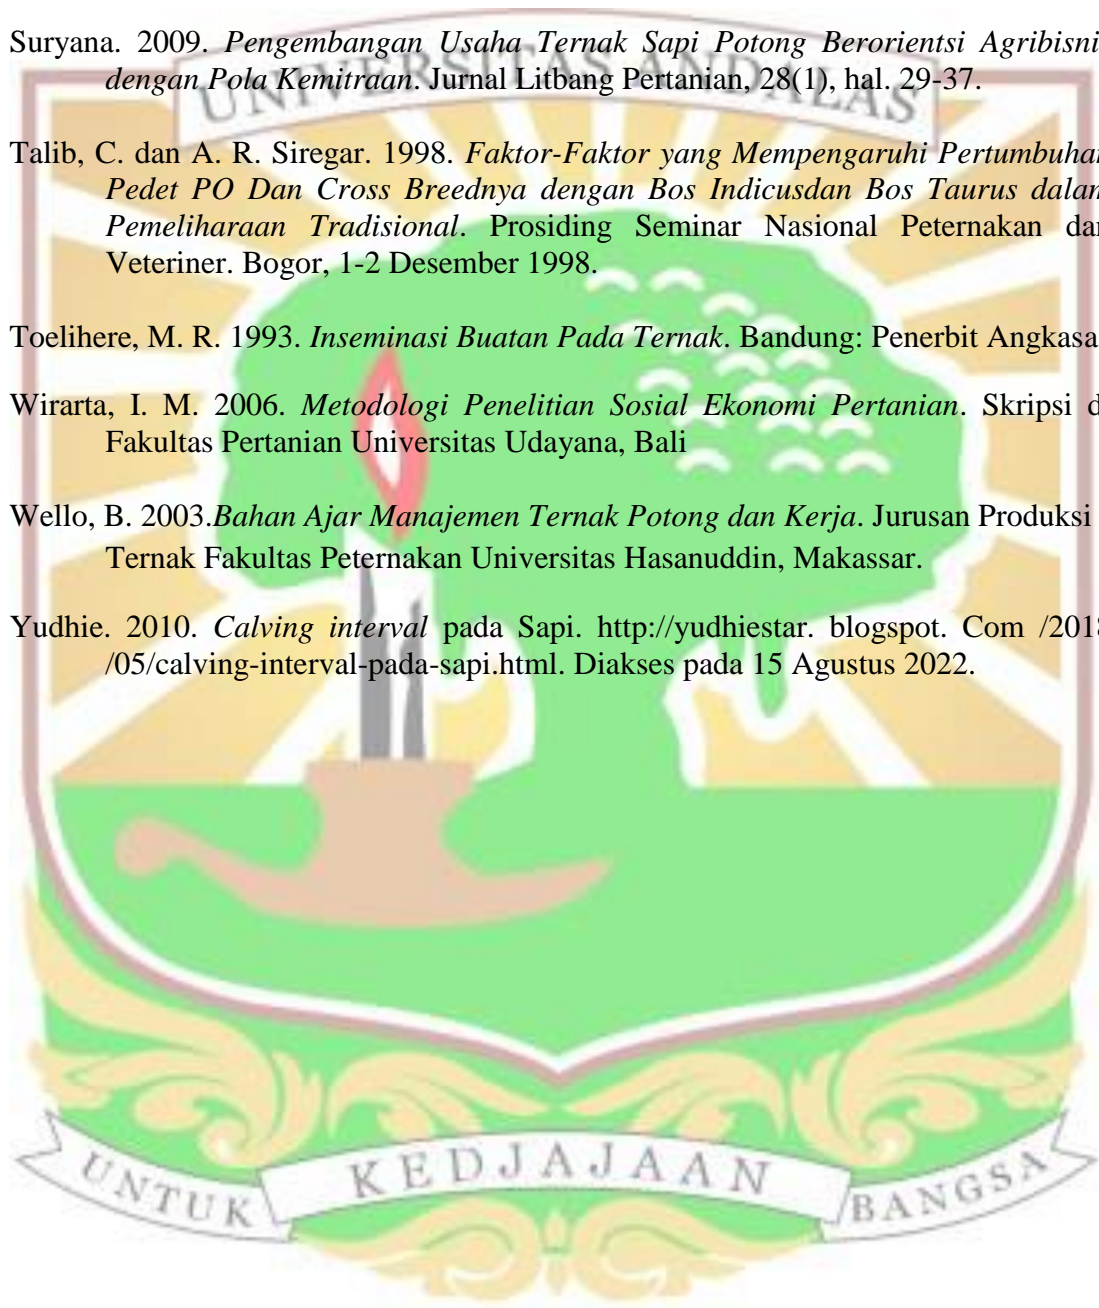 Suryana. 2009. Pengembangan Usaha Ternak Sapi Potong Berorientsi Agribisni
dengan Pola Kemitraan. Jurnal Litbang Pertanian, 28(1), hal. 29-37.
UNIVERSITAS ANDALAS
Talib, C. dan A. R. Siregar. 1998. Faktor-Faktor yang Mempengaruhi Pertumbuhan
Pedet PO Dan Cross Breednya dengan Bos Indicusdan Bos Taurus dalam
Pemeliharaan Tradisional. Prosiding Seminar Nasional Peternakan dan
Veteriner. Bogor, 1-2 Desember 1998.
Toelihere, M. R. 1993. Inseminasi Buatan Pada Ternak. Bandung: Penerbit Angkasa
Wirarta, I. M. 2006. Metodologi Penelitian Sosial Ekonomi Pertanian. Skripsi d
Fakultas Pertanian Universitas Udayana, Bali
Wello, B. 2003.Bahan Ajar Manajemen Ternak Potong dan Kerja. Jurusan Produksi
Ternak Fakultas Peternakan Universitas Hasanuddin, Makassar.
Yudhie. 2010. Calving interval pada Sapi. http://yudhiestar. blogspot. Com /2018
/05/calving-interval-pada-sapi.html. Diakses pada 15 Agustus 2022.
UNTUK KEDJAJAAN BANGSA